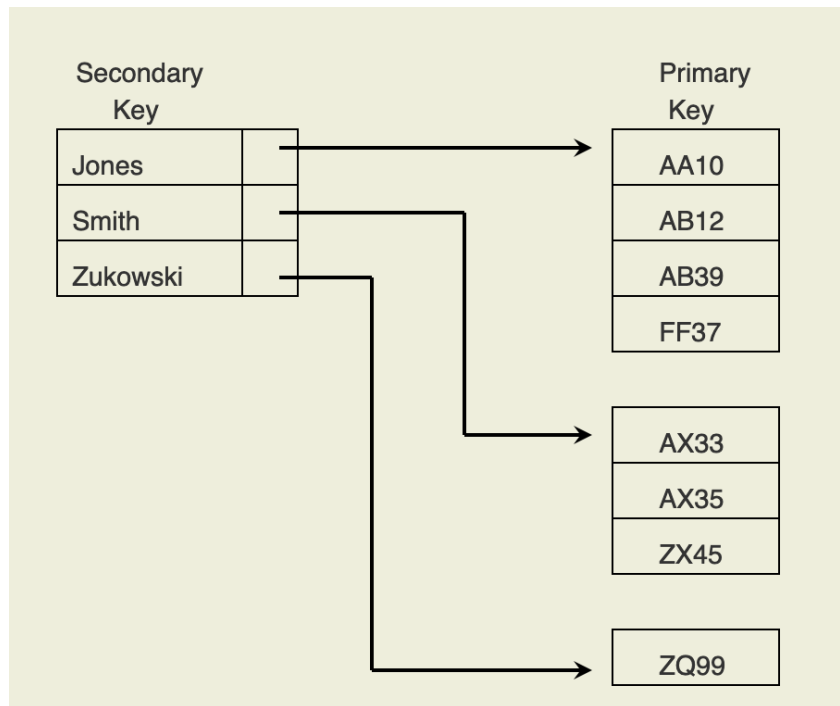 Secondary
Key
Jones
Smith
Zukowski
Primary
Key
AA10
AB12
AB39
FF37
AX33
AX35
ZX45
ZQ99